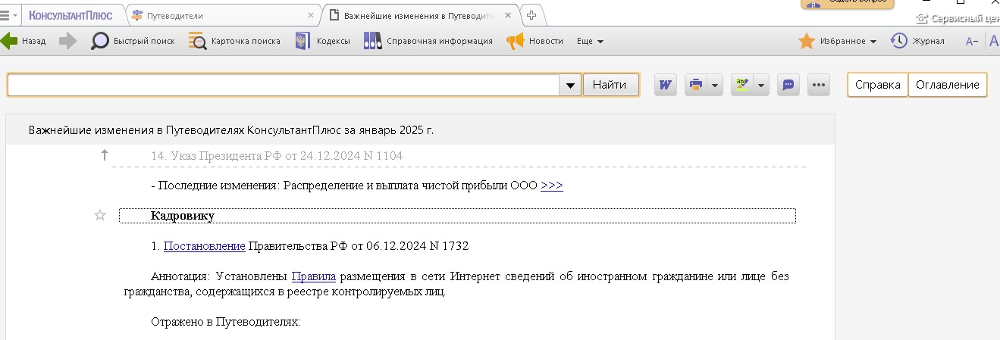 Задать вопрос
КОНСУЛЬТАНТПЛЮС Путеводители × Важнейшие изменения в Путеводите ×
Сервисный цен
Назад Быстрый поиск Карточка поиска Кодексы Справочная информация Новости Еще Избранное Журнал A− A
Найти W ab Справка Оглавление
Важнейшие изменения в Путеводителях КонсультантПлюс за январь 2025 г.
14. Указ Президента РФ от 24.12.2024 N 1104
- Последние изменения: Распределение и выплата чистой прибыли ООО >>>
Кадровику
1. Постановление Правительства РФ от 06.12.2024 N 1732
Аннотация: Установлены Правила размещения в сети Интернет сведений об иностранном гражданине или лице без
гражданства, содержащихся в реестре контролируемых лиц.
Отражено в Путеводителях: